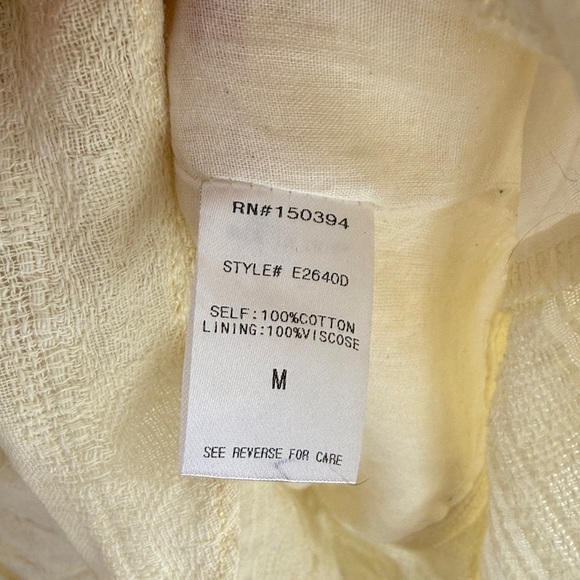 RN#150394
STYLE# E2640D
SELF:100%COTTON
LINING:100%VISCOSE
M
SEE REVERSE FOR CARE